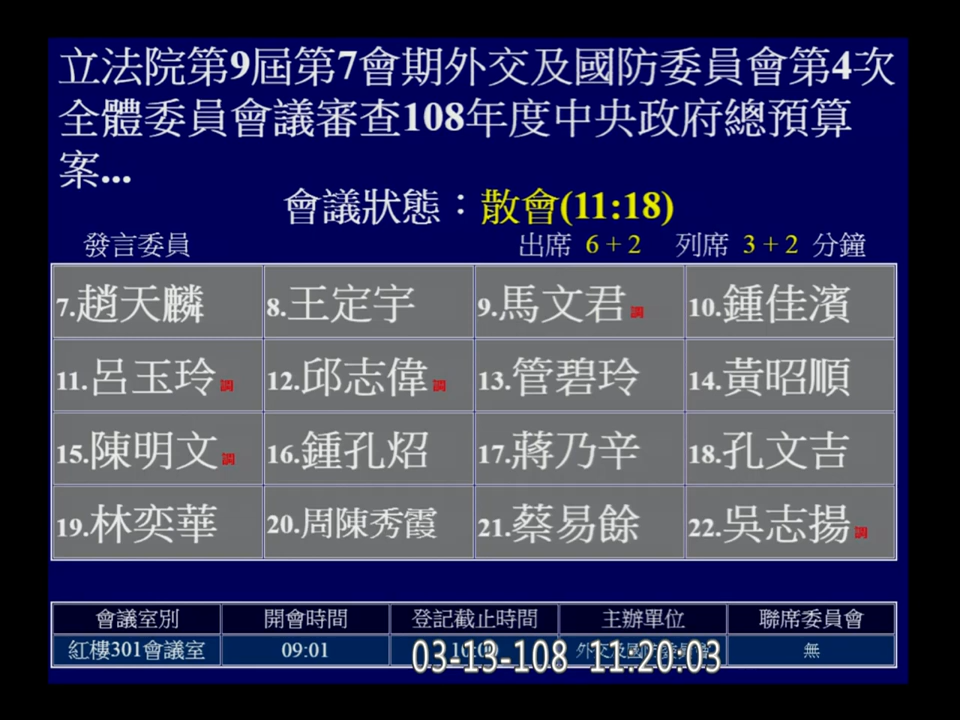 立法院第9屆第7會期外交及國防委員會第4次
全體委員會議審查108年度中央政府總預算
案...
會議狀態：散會(11:18)
發言委員 出席 6 + 2 列席 3 + 2 分鐘
7.趙天麟 8.王定宇 9.馬文君調 10.鍾佳濱
11.呂玉玲調 12.邱志偉調 13.管碧玲 14.黃昭順
15.陳明文調 16.鍾孔炤 17.蔣乃辛 18.孔文吉
19.林奕華 20.周陳秀霞 21.蔡易餘 22.吳志揚調
會議室別 開會時間 登記截止時間 主辦單位 聯席委員會
紅樓301會議室 09:01 外交及國防委員會 無
03-13-108 11:20:03